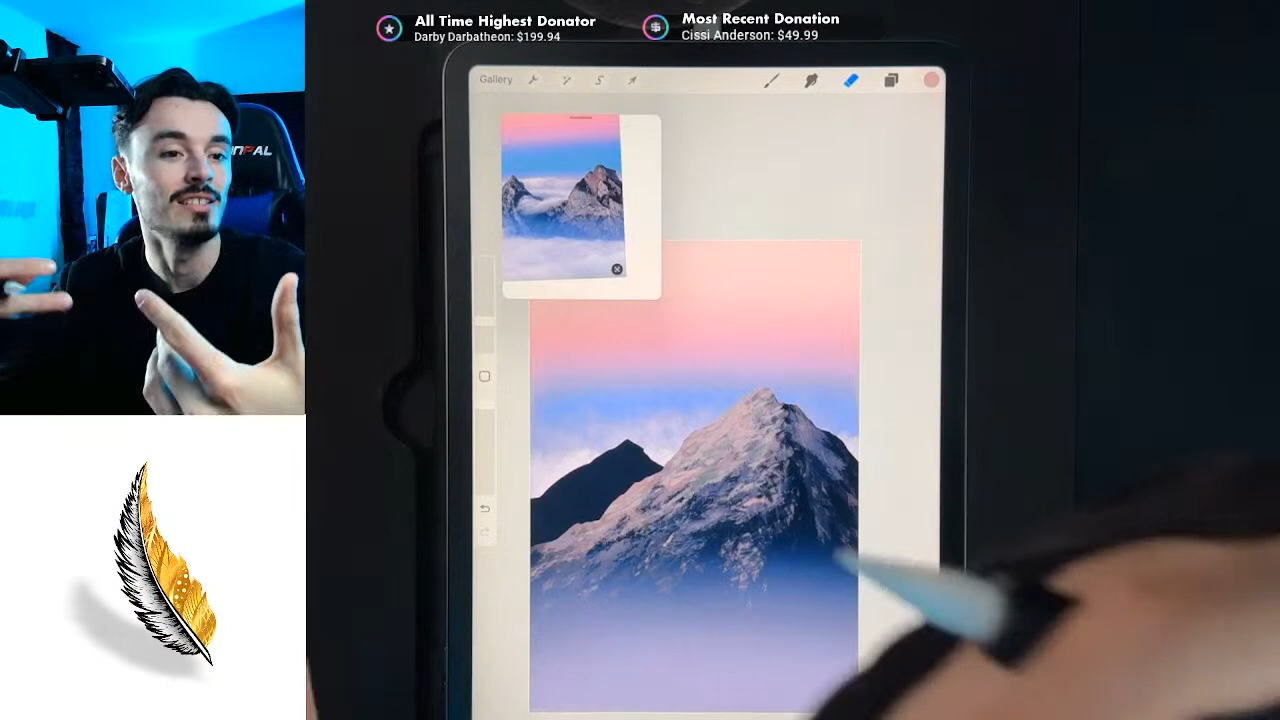 All Time Highest Donator
Darby Darbatheon: $199.94
Most Recent Donation
Cissi Anderson: $49.99
Gallery